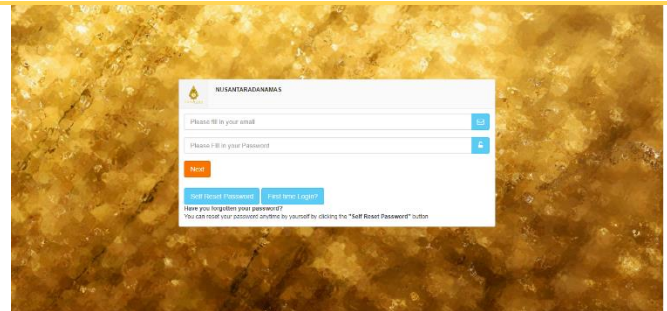 NUSANTARADANAMAS
Please fill in your email
Please Fill in your Password
Next
Self Reset Password
First time Login?
Have you forgotten your password?
You can reset your password anytime by yourself by clicking the "Self Reset Password" button